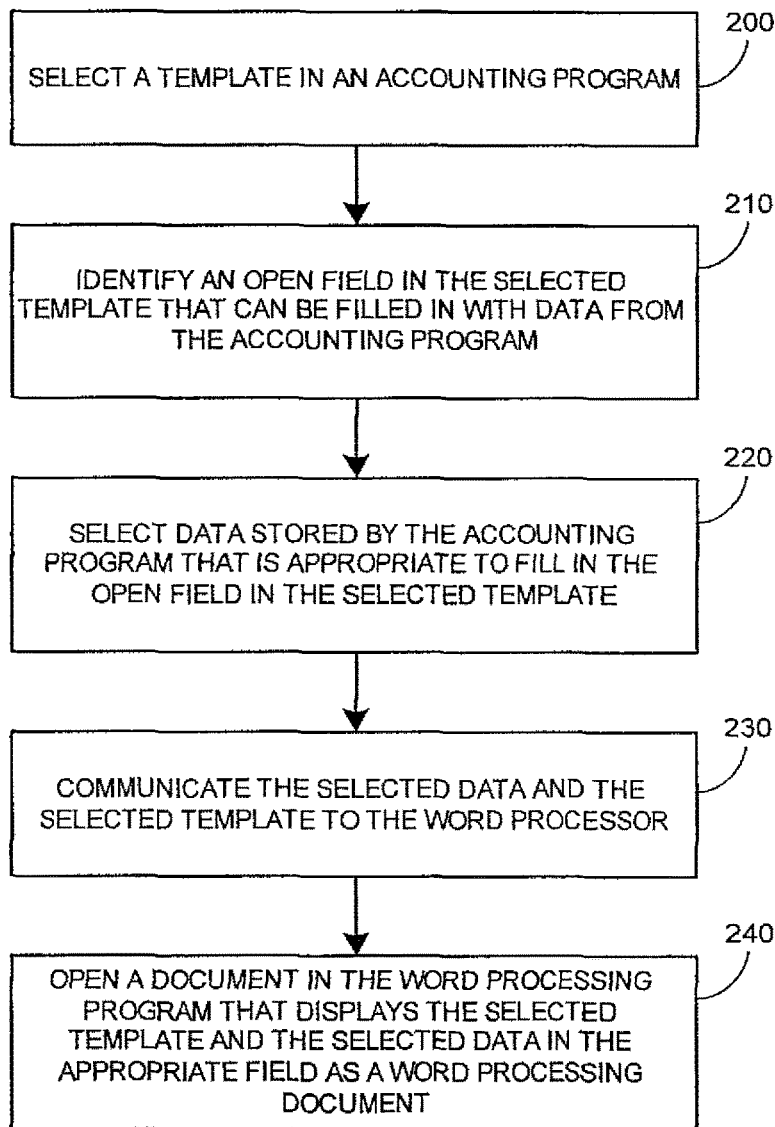 200
SELECT A TEMPLATE IN AN ACCOUNTING PROGRAM
210
IDENTIFY AN OPEN FIELD IN THE SELECTED
TEMPLATE THAT CAN BE FILLED IN WITH DATA FROM
THE ACCOUNTING PROGRAM
220
SELECT DATA STORED BY THE ACCOUNTING
PROGRAM THAT IS APPROPRIATE TO FILL IN THE
OPEN FIELD IN THE SELECTED TEMPLATE
230
COMMUNICATE THE SELECTED DATA AND THE
SELECTED TEMPLATE TO THE WORD PROCESSOR
240
OPEN A DOCUMENT IN THE WORD PROCESSING
PROGRAM THAT DISPLAYS THE SELECTED
TEMPLATE AND THE SELECTED DATA IN THE
APPROPRIATE FIELD AS A WORD PROCESSING
DOCUMENT